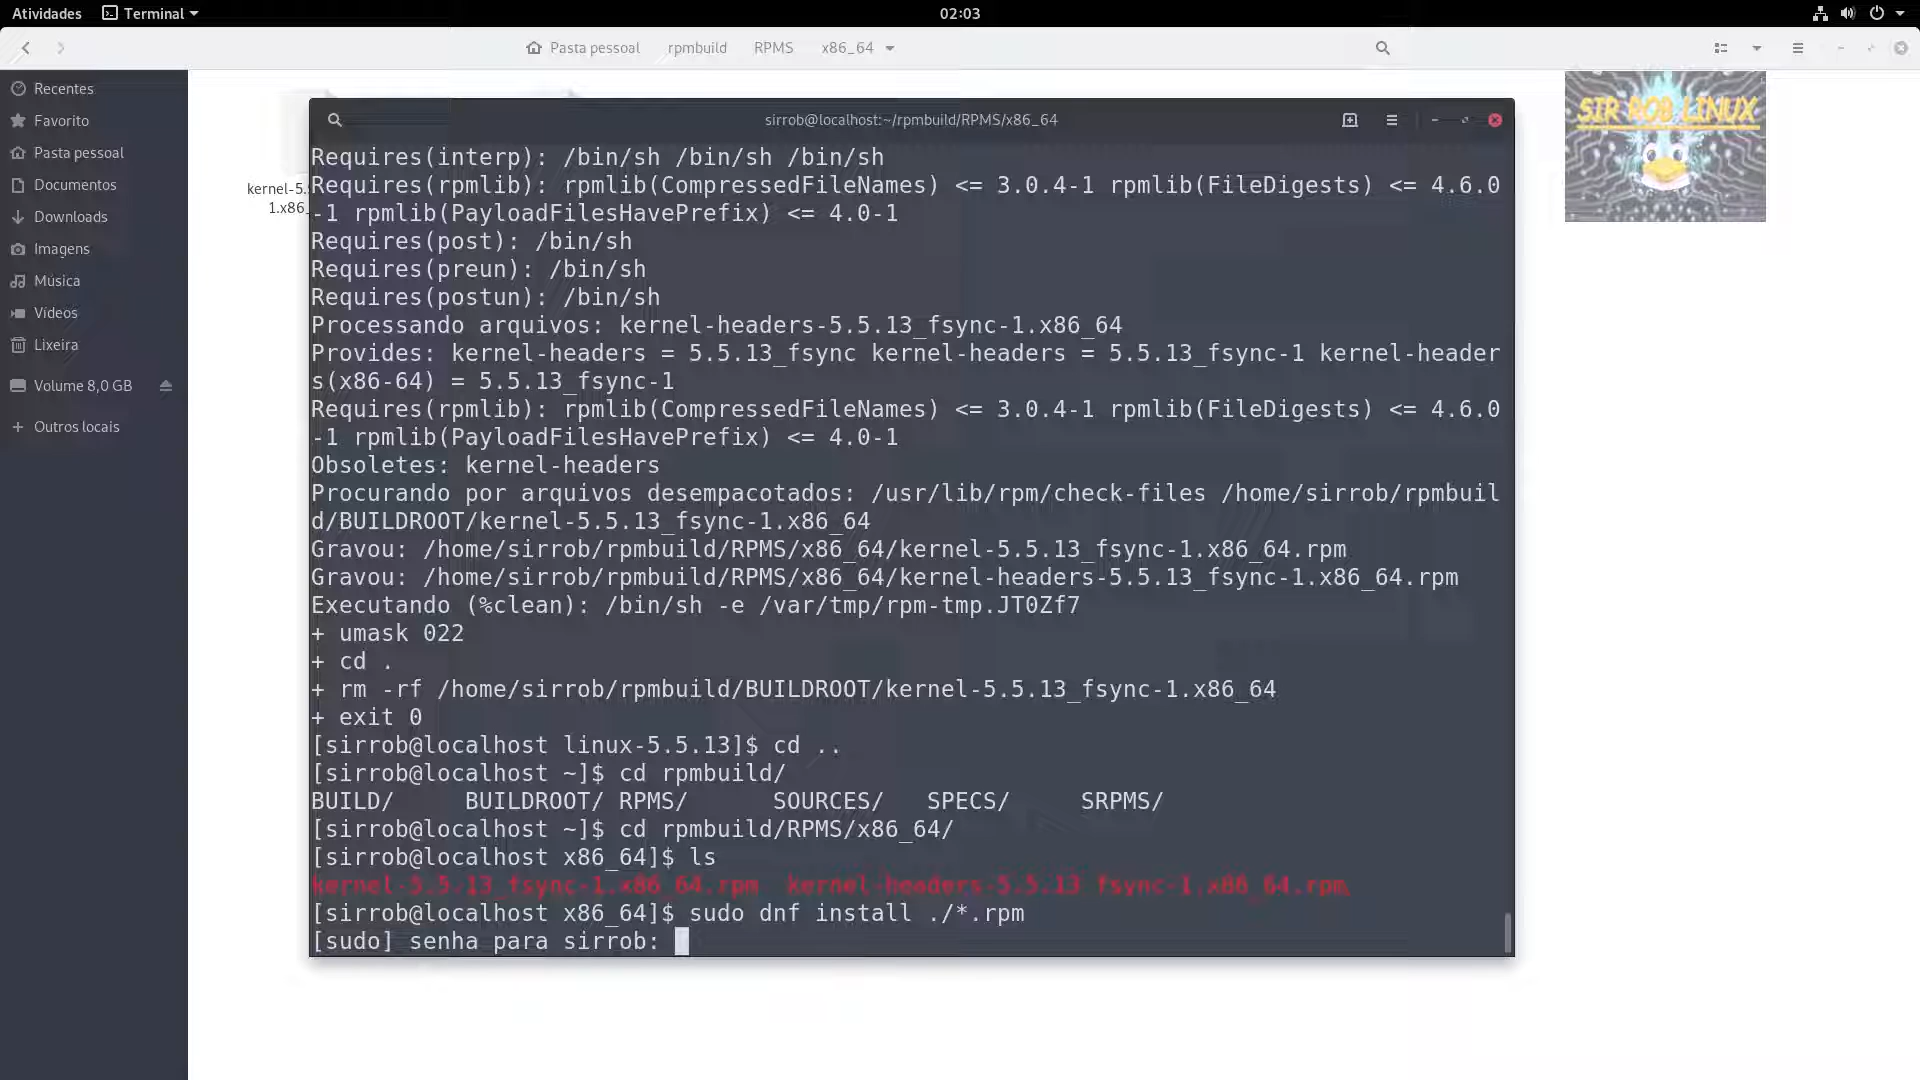 Atividades
Terminal
02:03
Pasta pessoal
rpmbuild
RPMS
x86_64
Recentes
Favorito
Pasta pessoal
Documentos
Downloads
Imagens
Música
Vídeos
Lixeira
Volume 8,0 GB
Outros locais
kernel-5.
1.x86_
SIR ROB LINUX
sirrob@localhost:~/rpmbuild/RPMS/x86_64
Requires(interp): /bin/sh /bin/sh /bin/sh
Requires(rpmlib): rpmlib(CompressedFileNames) <= 3.0.4-1 rpmlib(FileDigests) <= 4.6.0
-1 rpmlib(PayloadFilesHavePrefix) <= 4.0-1
Requires(post): /bin/sh
Requires(preun): /bin/sh
Requires(postun): /bin/sh
Processando arquivos: kernel-headers-5.5.13_fsync-1.x86_64
Provides: kernel-headers = 5.5.13_fsync kernel-headers = 5.5.13_fsync-1 kernel-header
s(x86-64) = 5.5.13_fsync-1
Requires(rpmlib): rpmlib(CompressedFileNames) <= 3.0.4-1 rpmlib(FileDigests) <= 4.6.0
-1 rpmlib(PayloadFilesHavePrefix) <= 4.0-1
Obsoletes: kernel-headers
Procurando por arquivos desempacotados: /usr/lib/rpm/check-files /home/sirrob/rpmbuil
d/BUILDROOT/kernel-5.5.13_fsync-1.x86_64
Gravou: /home/sirrob/rpmbuild/RPMS/x86_64/kernel-5.5.13_fsync-1.x86_64.rpm
Gravou: /home/sirrob/rpmbuild/RPMS/x86_64/kernel-headers-5.5.13_fsync-1.x86_64.rpm
Executando (%clean): /bin/sh -e /var/tmp/rpm-tmp.JT0Zf7
+ umask 022
+ cd .
+ rm -rf /home/sirrob/rpmbuild/BUILDROOT/kernel-5.5.13_fsync-1.x86_64
+ exit 0
[sirrob@localhost linux-5.5.13]$ cd ..
[sirrob@localhost ~]$ cd rpmbuild/
BUILD/ BUILDROOT/ RPMS/ SOURCES/ SPECS/ SRPMS/
[sirrob@localhost ~]$ cd rpmbuild/RPMS/x86_64/
[sirrob@localhost x86_64]$ ls
kernel-5.5.13_fsync-1.x86_64.rpm kernel-headers-5.5.13_fsync-1.x86_64.rpm
[sirrob@localhost x86_64]$ sudo dnf install ./*.rpm
[sudo] senha para sirrob: